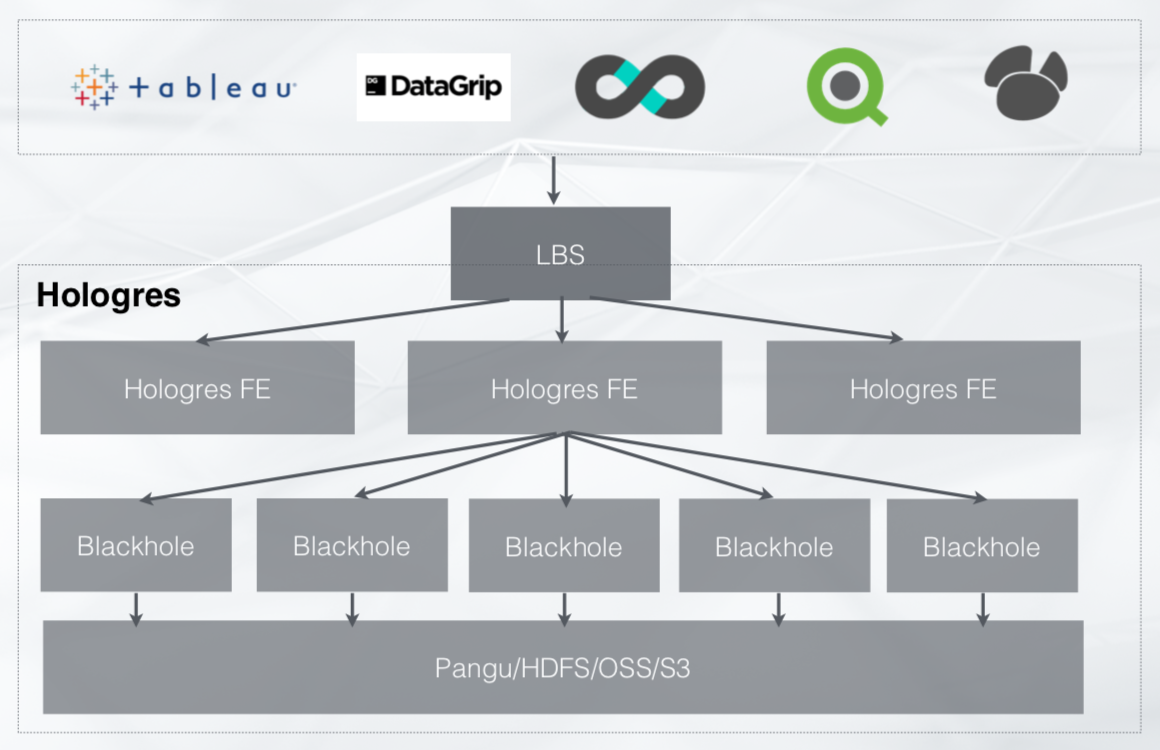 +ableau
DG DataGrip
LBS
Hologres
Hologres FE
Hologres FE
Hologres FE
Blackhole
Blackhole
Blackhole
Blackhole
Blackhole
Pangu/HDFS/OSS/S3